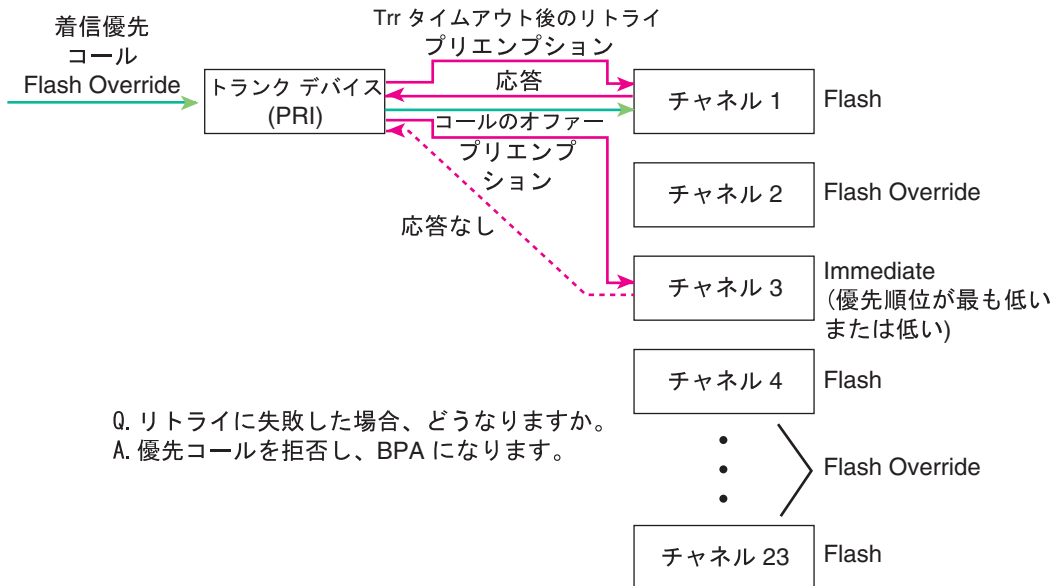 Trr タイムアウト後のリトライ
プリエンプション
着信優先
コール
Flash Override
応答
トランク デバイス
(PRI)
チャネル 1
Flash
コールのオファー
プリエンプ
ション
チャネル 2
Flash Override
応答なし
チャネル 3
Immediate
(優先順位が最も低い
または低い)
チャネル 4
Flash
Q. リトライに失敗した場合、どうなりますか。
A. 優先コールを拒否し、BPA になります。
Flash Override
チャネル 23
Flash